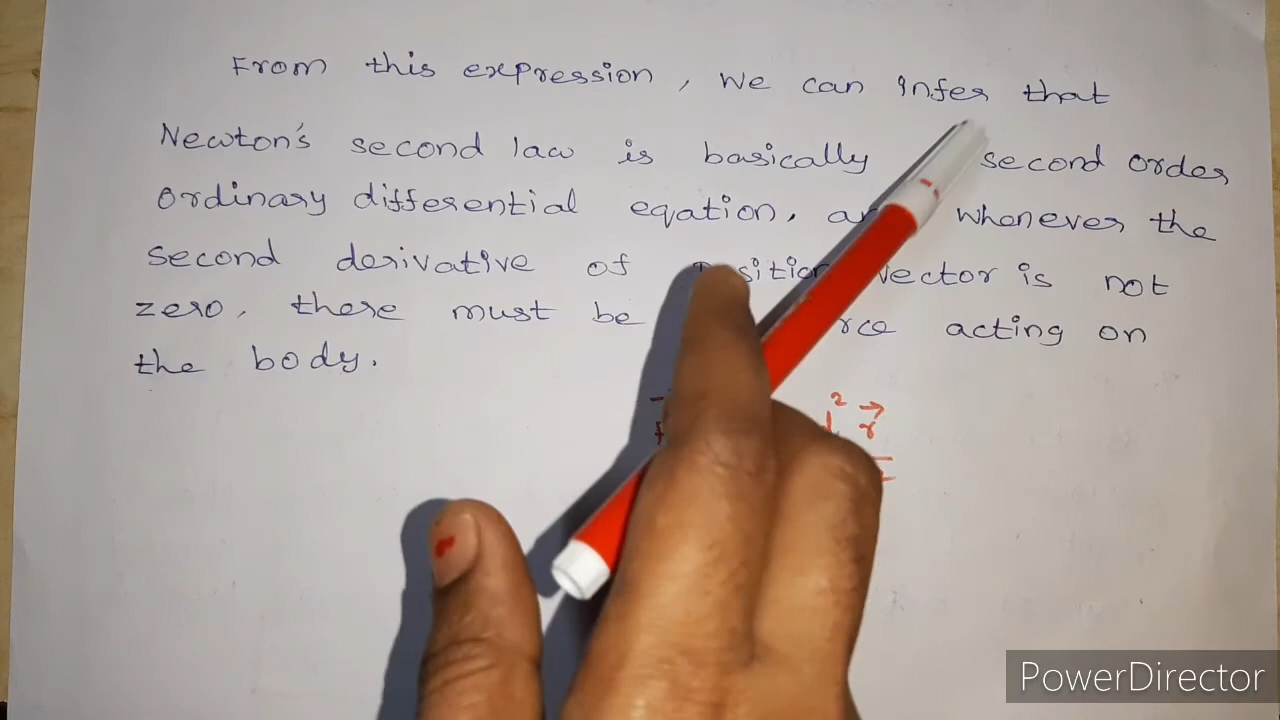 From this expression, we can infer that
Newton's second law is basically second order
ordinary differential eqation, whenever the
second derivative of vector is not
zero, there must be acting on
the body.
PowerDirector